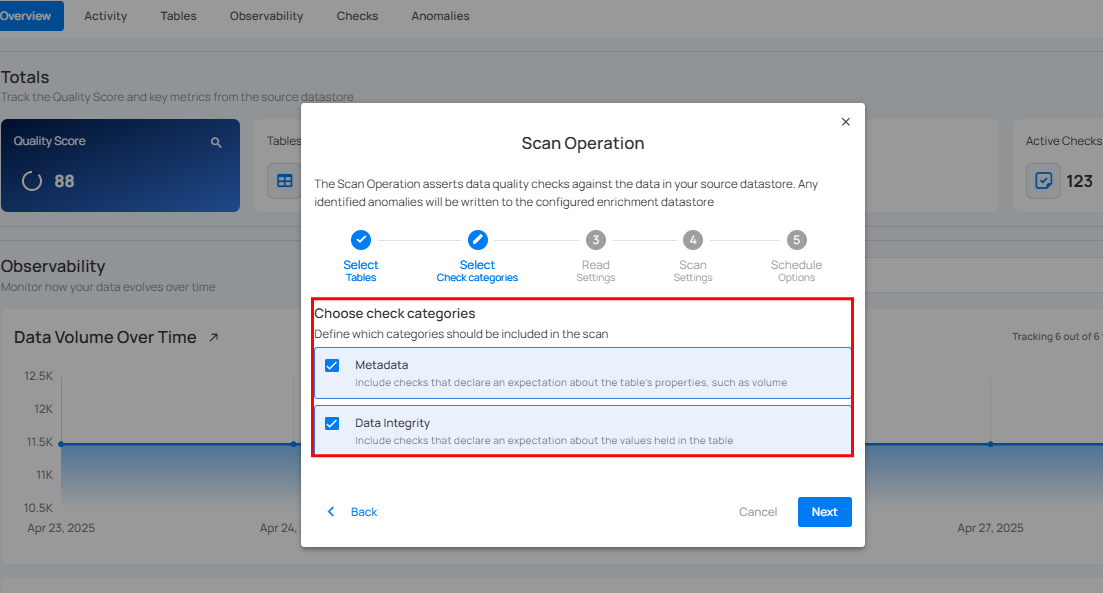 Overview
Activity
Tables
Observability
Checks
Anomalies
Totals
Track the Quality Score and key metrics from the source datastore
Quality Score
88
Tables
Active Checks
123
Scan Operation
The Scan Operation asserts data quality checks against the data in your source datastore. Any
identified anomalies will be written to the configured enrichment datastore
3
4
5
Select
Tables
Select
Check categories
Read
Settings
Scan
Settings
Schedule
Options
Choose check categories
Define which categories should be included in the scan
Metadata
Include checks that declare an expectation about the table's properties, such as volume
Data Integrity
Include checks that declare an expectation about the values held in the table
Back
Cancel
Next
Observability
Monitor how your data evolves over time
Data Volume Over Time
Tracking 6 out of 6
12.5K
12K
11.5K
11K
10.5K
Apr 23, 2025
Apr 24,
Apr 27, 2025